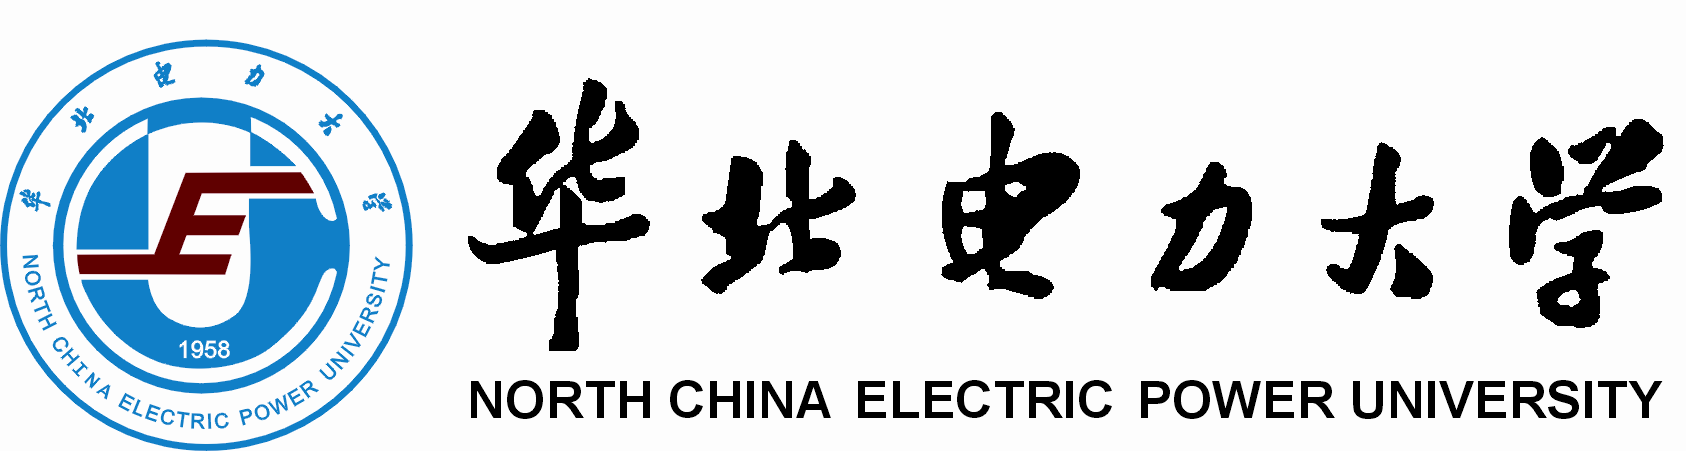 华北电力大学
NORTH CHINA ELECTRIC POWER UNIVERSITY
1958
E
华北电力大学
NORTH CHINA ELECTRIC POWER UNIVERSITY